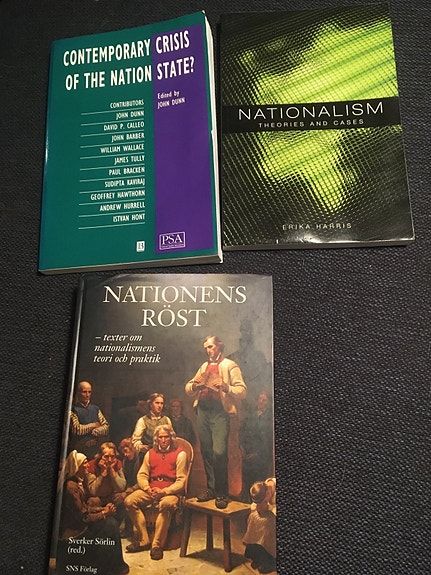 CONTEMPORARY CRISIS
OF THE NATION STATE?
Edited by
JOHN DUNN
CONTRIBUTORS
JOHN DUNN
DAVID P. CALLEO
JOHN BARBER
WILLIAM WALLACE
JAMES TULLY
PAUL BRACKEN
SUDIPTA KAVIRAJ
GEOFFREY HAWTHORN
ANDREW HURRELL
ISTVAN HONT
PSA
NATIONALISM
THEORIES AND CASES
ERIKA HARRIS
NATIONENS
RÖST
– texter om
nationalismens
teori och praktik
Sverker Sörlin
(red.)
SNS Förlag